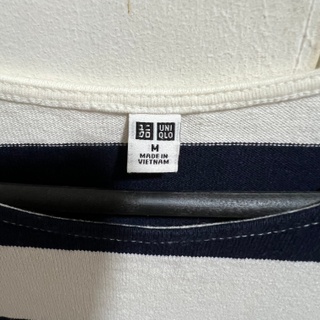 ユニ UNI
クロ QLO
M
MADE IN
VIETNAM